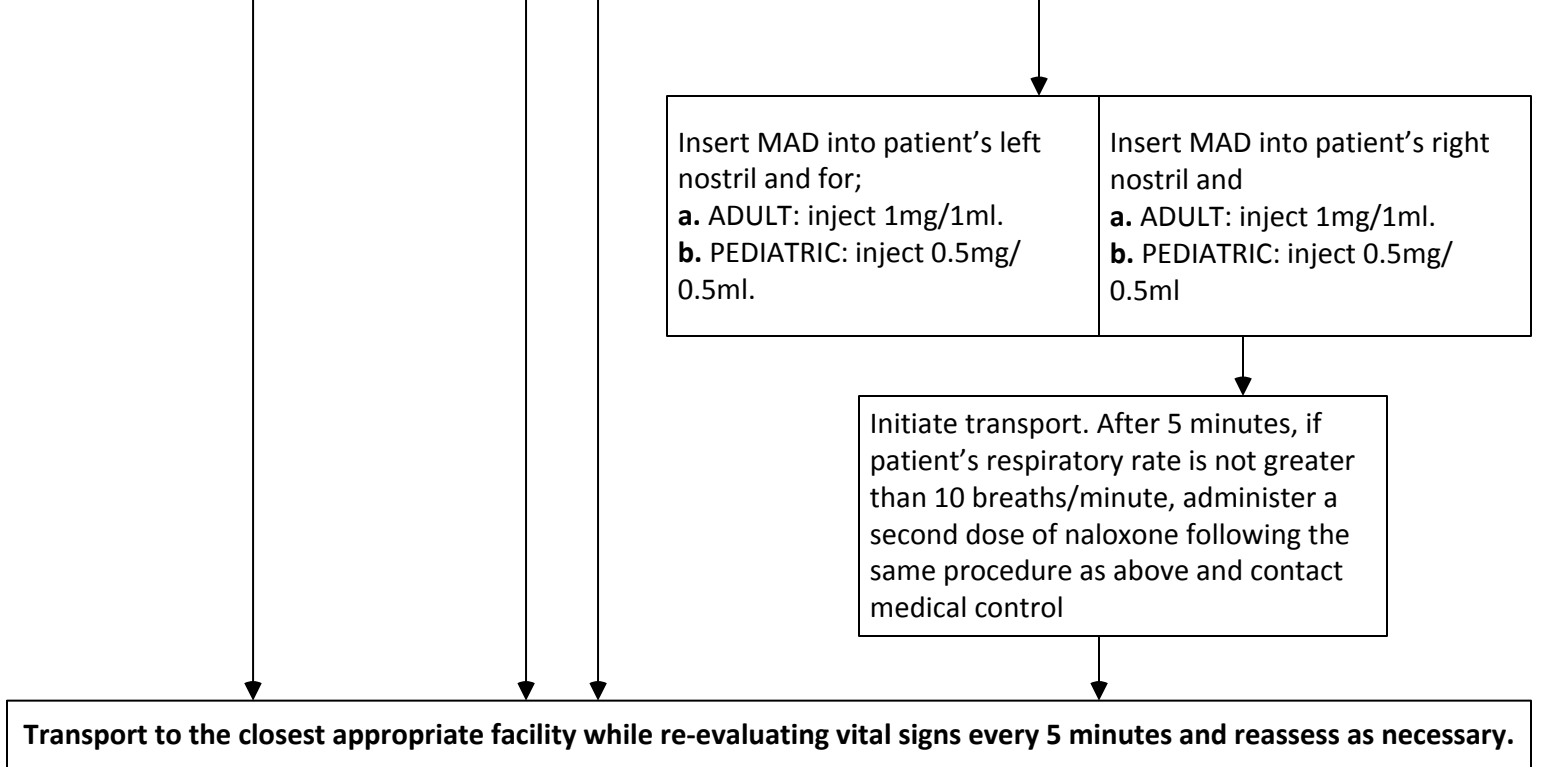 Insert MAD into patient’s left
nostril and for;
a. ADULT: inject 1mg/1ml.
b. PEDIATRIC: inject 0.5mg/
0.5ml.
Insert MAD into patient’s right
nostril and
a. ADULT: inject 1mg/1ml.
b. PEDIATRIC: inject 0.5mg/
0.5ml
Initiate transport. After 5 minutes, if
patient’s respiratory rate is not greater
than 10 breaths/minute, administer a
second dose of naloxone following the
same procedure as above and contact
medical control
Transport to the closest appropriate facility while re-evaluating vital signs every 5 minutes and reassess as necessary.